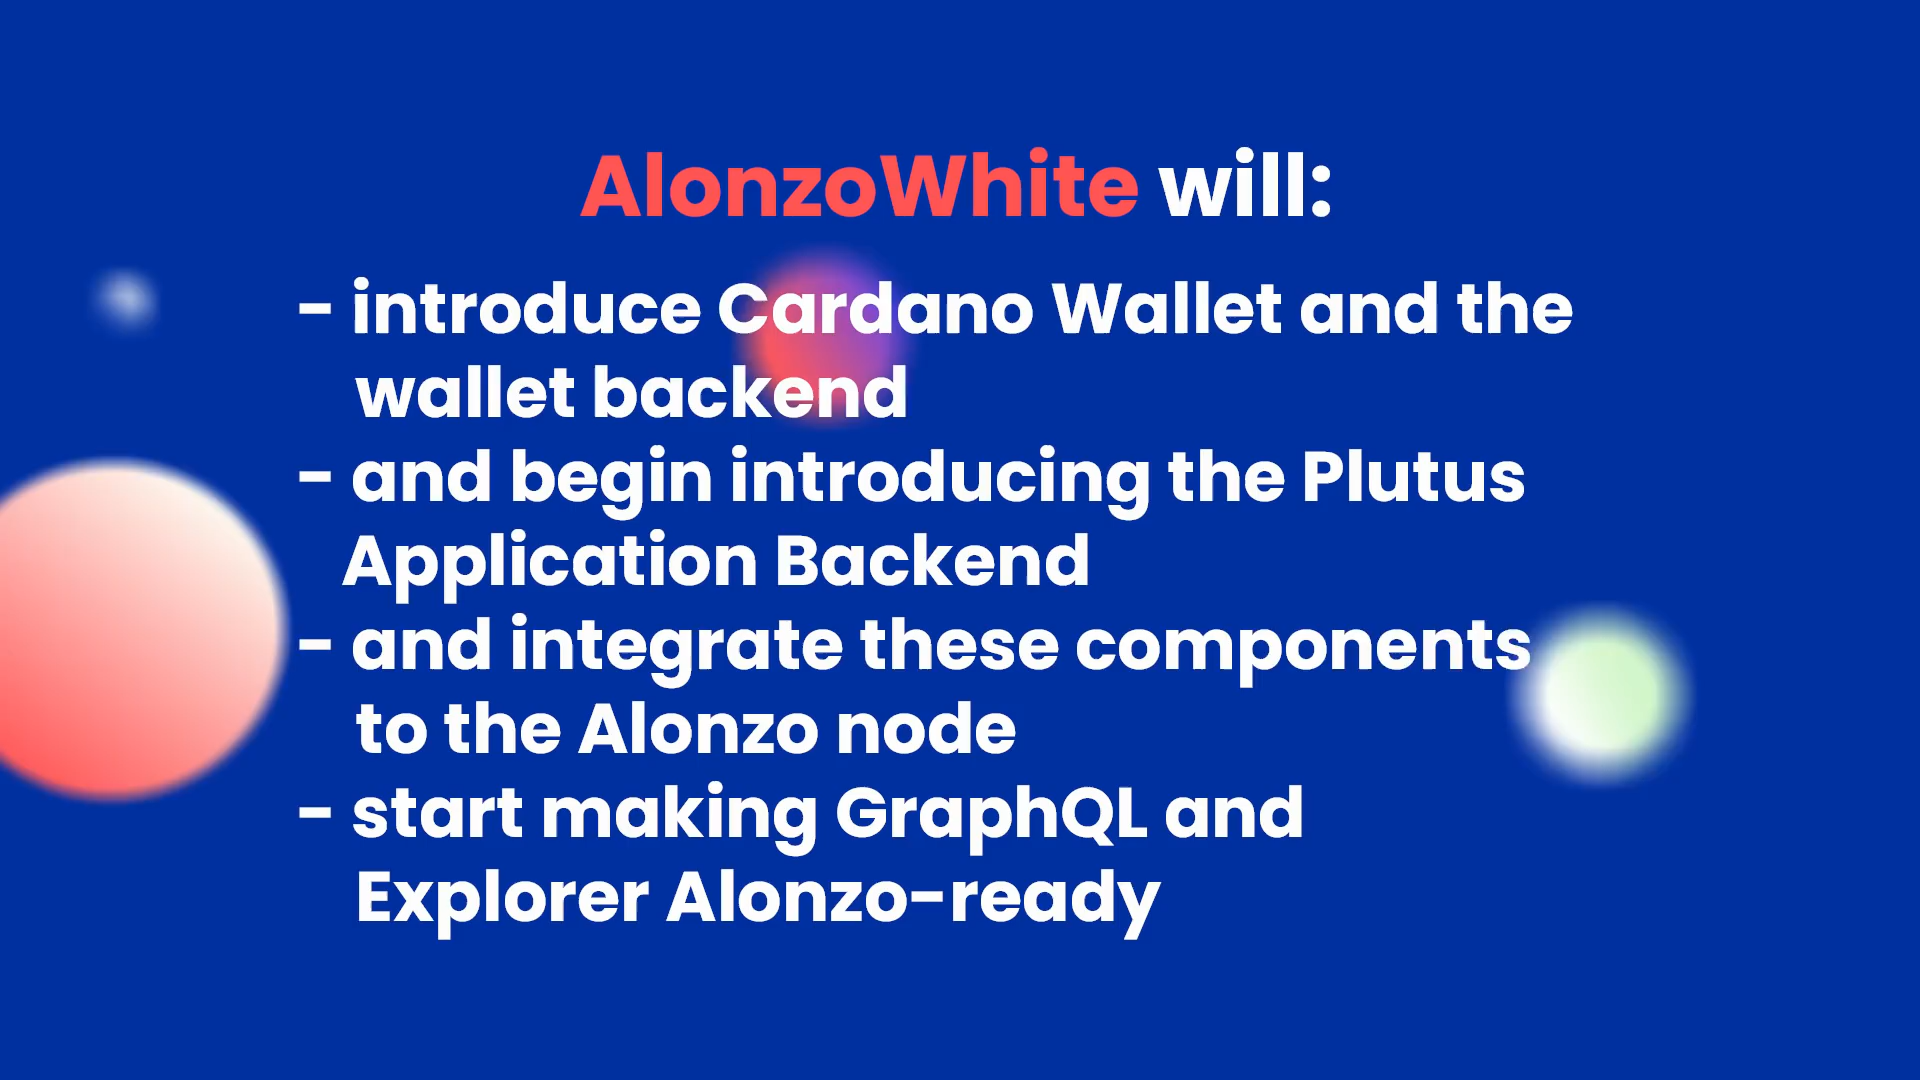 AlonzoWhite will:
- introduce Cardano Wallet and the
wallet backend
- and begin introducing the Plutus
Application Backend
- and integrate these components
to the Alonzo node
- start making GraphQL and
Explorer Alonzo-ready